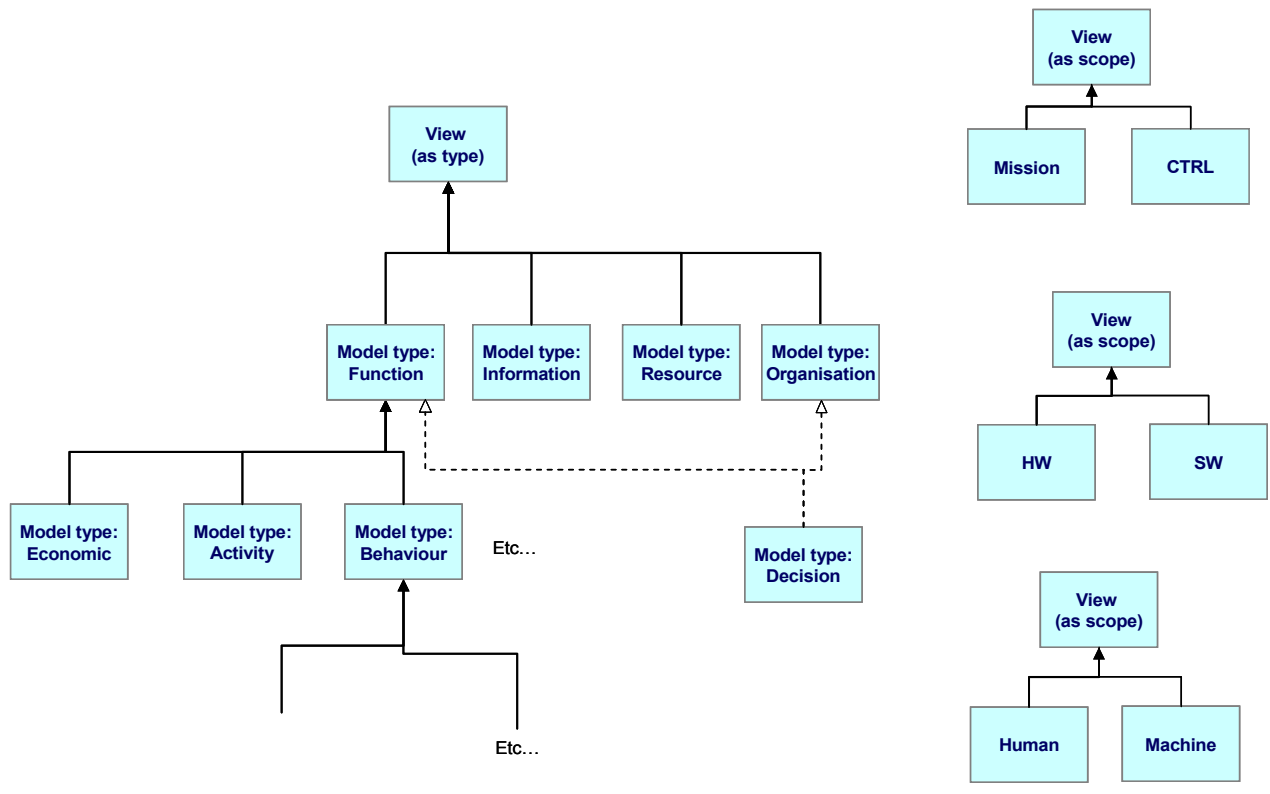 View
(as type)
Model type:
Function
Model type:
Information
Model type:
Resource
Model type:
Organisation
Model type:
Economic
Model type:
Activity
Model type:
Behaviour
Etc…
Model type:
Decision
Etc…
View
(as scope)
Mission
CTRL
View
(as scope)
HW
SW
View
(as scope)
Human
Machine